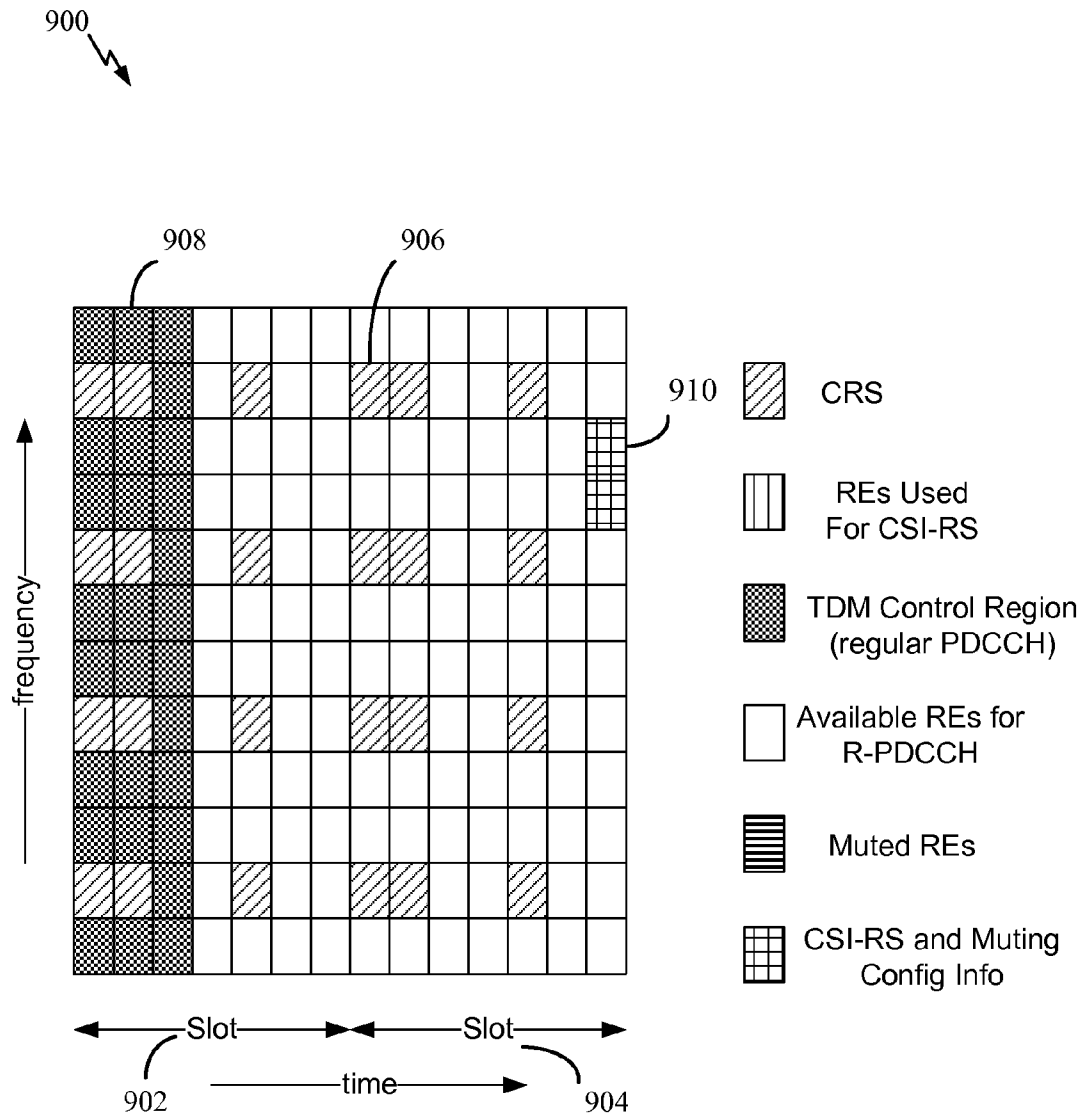 900
908
906
910
CRS
REs Used
For CSI-RS
TDM Control Region
(regular PDCCH)
Available REs for
R-PDCCH
Muted REs
CSI-RS and Muting
Config Info
frequency
Slot
Slot
902
time
904